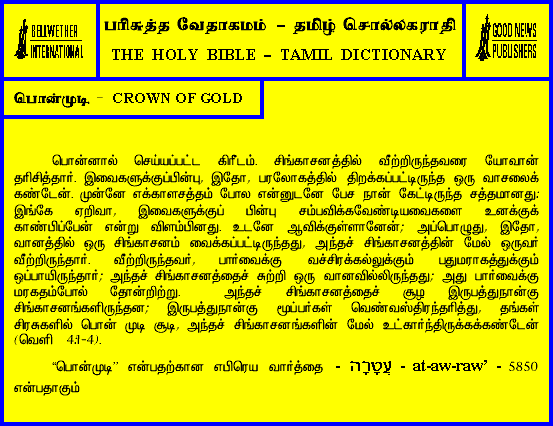 BELLWETHER
INTERNATIONAL
பரிசுத்த வேதாகமம் – தமிழ் சொல்லகராதி
THE HOLY BIBLE – TAMIL DICTIONARY
GOOD NEWS
PUBLISHERS
பொன்முடி – CROWN OF GOLD
பொன்னால் செய்யப்பட்ட கிரீடம். சிங்காசனத்தில் வீற்றிருந்தவரை யோவான்
தரிசித்தார். இவைகளுக்குப்பின்பு, இதோ, பரலோகத்தில் திறக்கப்பட்டிருந்த ஒரு வாசலைக்
கண்டேன். முன்னே எக்காளசத்தம் போல என்னுடனே பேச நான் கேட்டிருந்த சத்தமானது:
இங்கே ஏறிவா, இவைகளுக்குப் பின்பு சம்பவிக்கவேண்டியவைகளை உனக்குக்
காண்பிப்பேன் என்று விளம்பினது. உடனே ஆவிக்குள்ளானேன்; அப்பொழுது, இதோ,
வானத்தில் ஒரு சிங்காசனம் வைக்கப்பட்டிருந்தது, அந்தச் சிங்காசனத்தின் மேல் ஒருவர்
வீற்றிருந்தார். வீற்றிருந்தவர், பார்வைக்கு வச்சிரக்கல்லுக்கும் பதுமராகத்துக்கும்
ஒப்பாயிருந்தார்; அந்தச் சிங்காசனத்தைச் சுற்றி ஒரு வானவில்லிருந்தது; அது பார்வைக்கு
மரகதம்போல் தோன்றிற்று. அந்தச் சிங்காசனத்தைச் சூழ இருபத்துநான்கு
சிங்காசனங்களிருந்தன; இருபத்துநான்கு மூப்பர்கள் வெண்வஸ்திரந்தரித்து, தங்கள்
சிரசுகளில் பொன் முடி சூடி, அந்தச் சிங்காசனங்களின் மேல் உட்கார்ந்திருக்கக்கண்டேன்
(வெளி 4:1-4).
“பொன்முடி” என்பதற்கான எபிரெய வார்த்தை - עֲטָרָה - at-aw-raw’ - 5850
என்பதாகும்